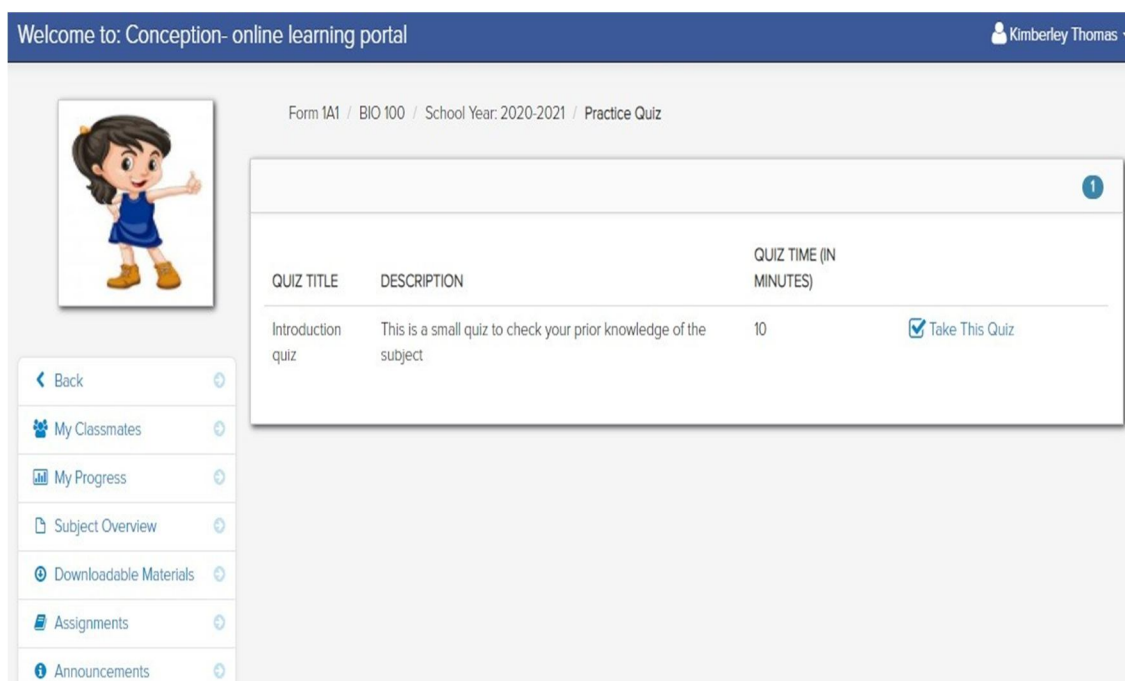 Welcome to: Conception- online learning portal
Kimberley Thomas
Form 1A1 / BIO 100 / School Year: 2020-2021 / Practice Quiz
1
QUIZ TITLE
DESCRIPTION
QUIZ TIME (IN
MINUTES)
Introduction
quiz
This is a small quiz to check your prior knowledge of the
subject
10
Take This Quiz
Back
My Classmates
My Progress
Subject Overview
Downloadable Materials
Assignments
Announcements